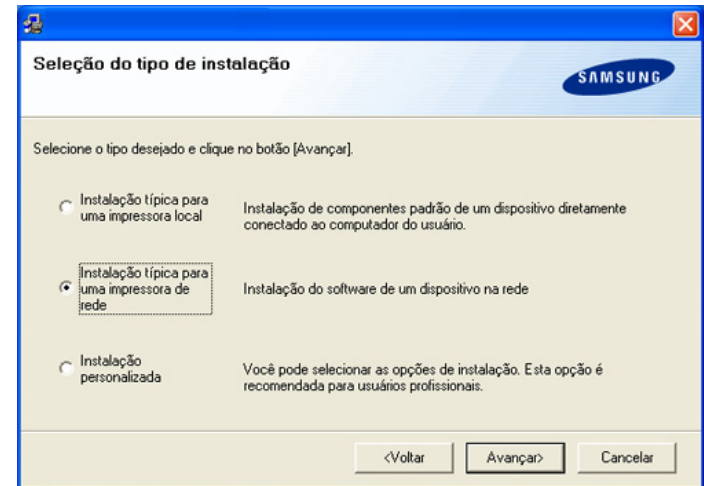 Seleção do tipo de instalação
SAMSUNG
Selecione o tipo desejado e clique no botão [Avançar].
Instalação típica para
uma impressora local
Instalação de componentes padrão de um dispositivo diretamente
conectado ao computador do usuário.
Instalação típica para
uma impressora de
rede
Instalação do software de um dispositivo na rede
Instalação
personalizada
Você pode selecionar as opções de instalação. Esta opção é
recomendada para usuários profissionais.
<Voltar
Avançar>
Cancelar